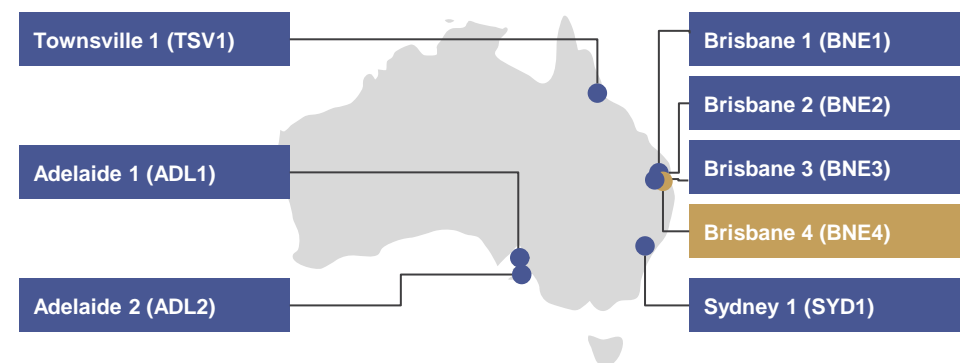 Townsville 1 (TSV1)
Adelaide 1 (ADL1)
Adelaide 2 (ADL2)
Brisbane 1 (BNE1)
Brisbane 2 (BNE2)
Brisbane 3 (BNE3)
Brisbane 4 (BNE4)
Sydney 1 (SYD1)